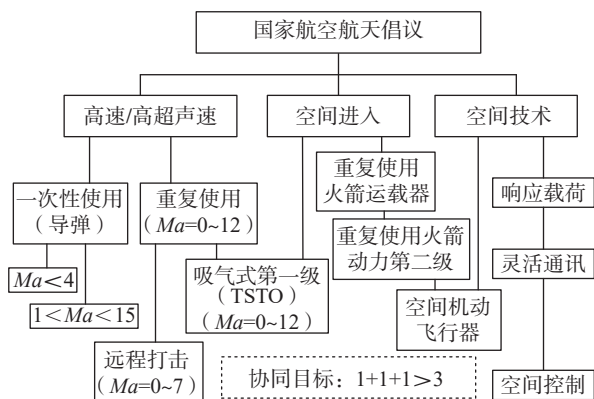 国家航空航天倡议
高速/高超声速
空间进入
空间技术
一次性使用
（导弹）
重复使用
（Ma=0~12）
重复使用
火箭运载器
响应载荷
重复使用火箭
动力第二级
Ma＜4
1＜Ma＜15
吸气式第一级
（TSTO）
（Ma=0~12）
灵活通讯
空间机动
飞行器
远程打击
（Ma=0~7）
协同目标：1+1+1＞3
空间控制